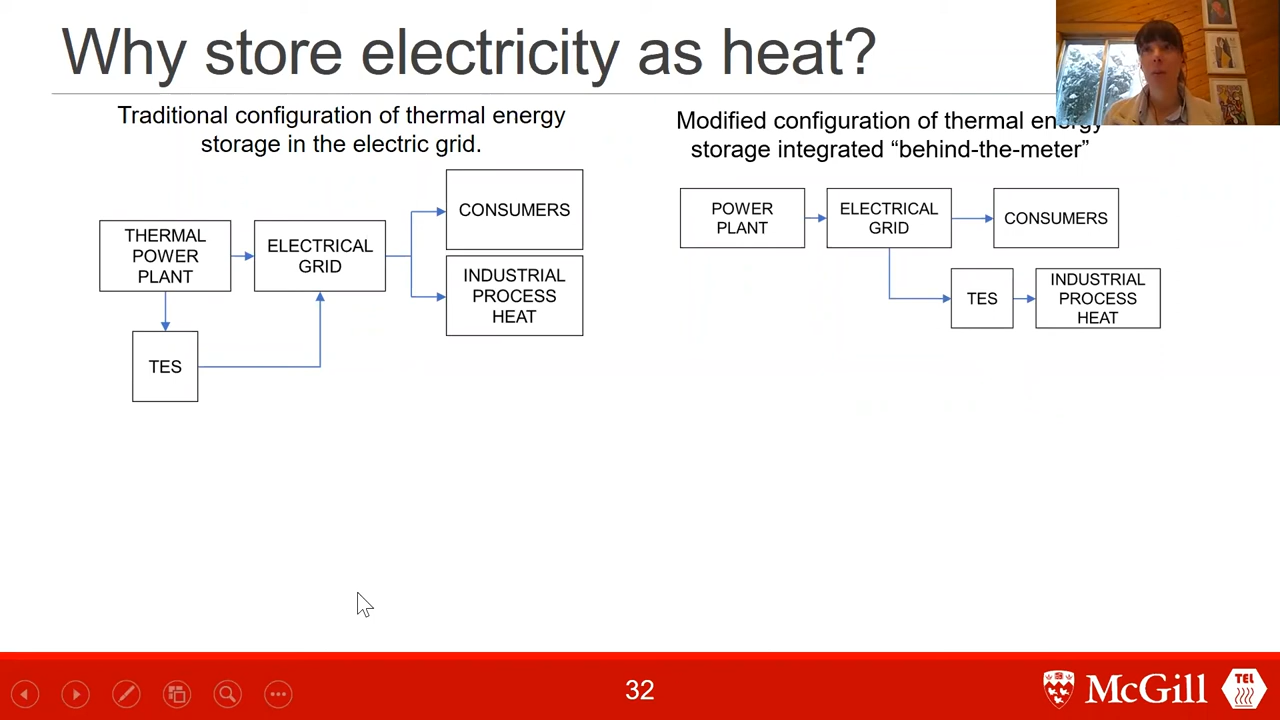 Why store electricity as heat?
Traditional configuration of thermal energy
storage in the electric grid.
THERMAL
POWER
PLANT
ELECTRICAL
GRID
CONSUMERS
INDUSTRIAL
PROCESS
HEAT
TES
Modified configuration of thermal energy
storage integrated “behind-the-meter”
POWER
PLANT
ELECTRICAL
GRID
CONSUMERS
TES
INDUSTRIAL
PROCESS
HEAT
32
McGill
TEL